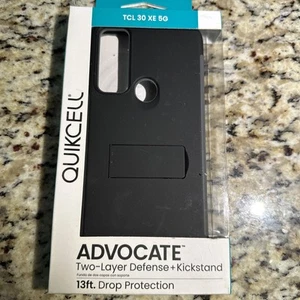 TCL 30 XE 5G
QUIKCELL
ADVOCATE™
Two-Layer Defense + Kickstand
13ft. Drop Protection